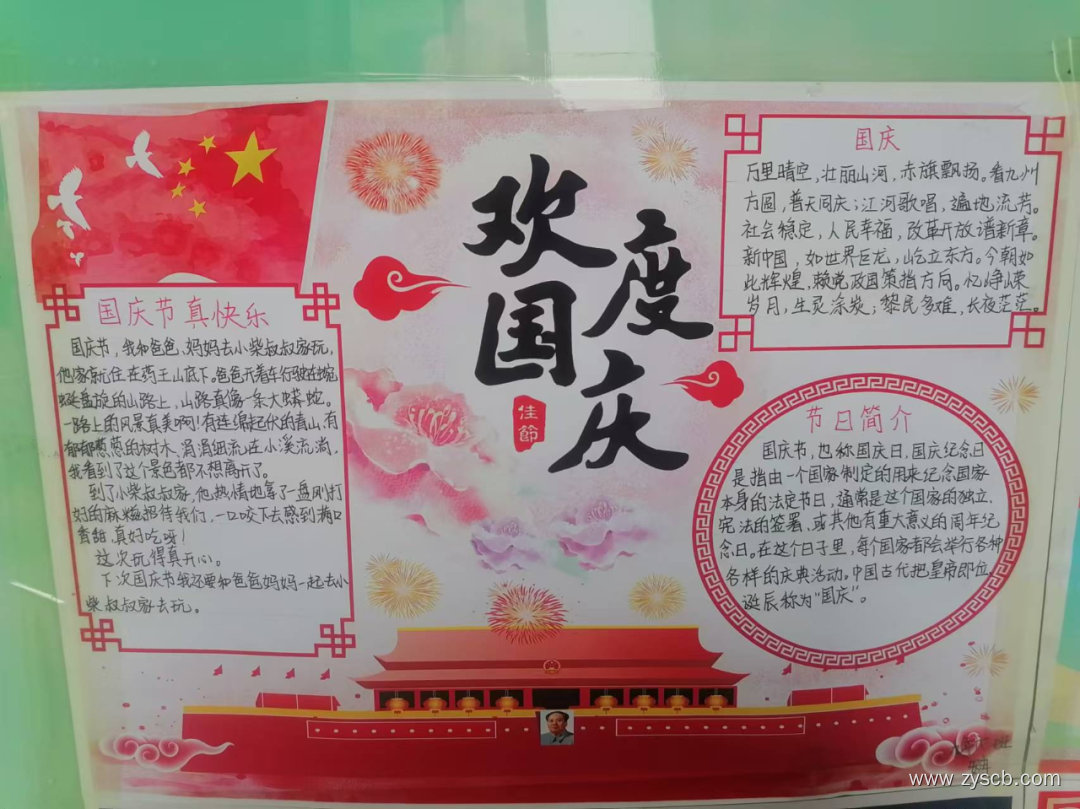 欢度
国庆
佳節
国庆节真快乐
国庆节，我和爸爸、妈妈去小柴叔叔家玩，
他家就住在药王山底下。爸爸开着车行驶在蜿
蜒盘旋的山路上，山路真像一条大蟒蛇。
一路上的风景真美啊！有连绵起伏的青山，有
郁郁葱葱的树木、涓涓细流在小溪流淌，
我看到了这个景色都不想离开了。
到了小柴叔叔家，他热情地拿了一盘刚打
好的麻糍招待我们，一口咬下去感到满口
香甜，真好吃呀！
这次玩得真开心。
下次国庆节我还要和爸爸妈妈一起去小
柴叔叔家去玩。
国庆
万里晴空，壮丽山河，赤旗飘扬。看九州
方圆，普天同庆；江河歌唱，遍地流芳。
社会稳定，人民幸福，改革开放谱新章。
新中国，如世界巨龙，屹立东方。今朝如
此辉煌，赖党政国策指方向。忆峥嵘
岁月，生灵涂炭；黎民多难，长夜茫茫。
节日简介
国庆节，也称国庆日，国庆纪念日
是指由一个国家制定的用来纪念国家
本身的法定节日，通常是这个国家的独立、
宪法的签署、或其他有重大意义的周年纪
念日。在这个日子里，每个国家都会举行各种
各样的庆典活动。中国古代把皇帝即位、
诞辰称为“国庆”。
班
www.zyscb.com